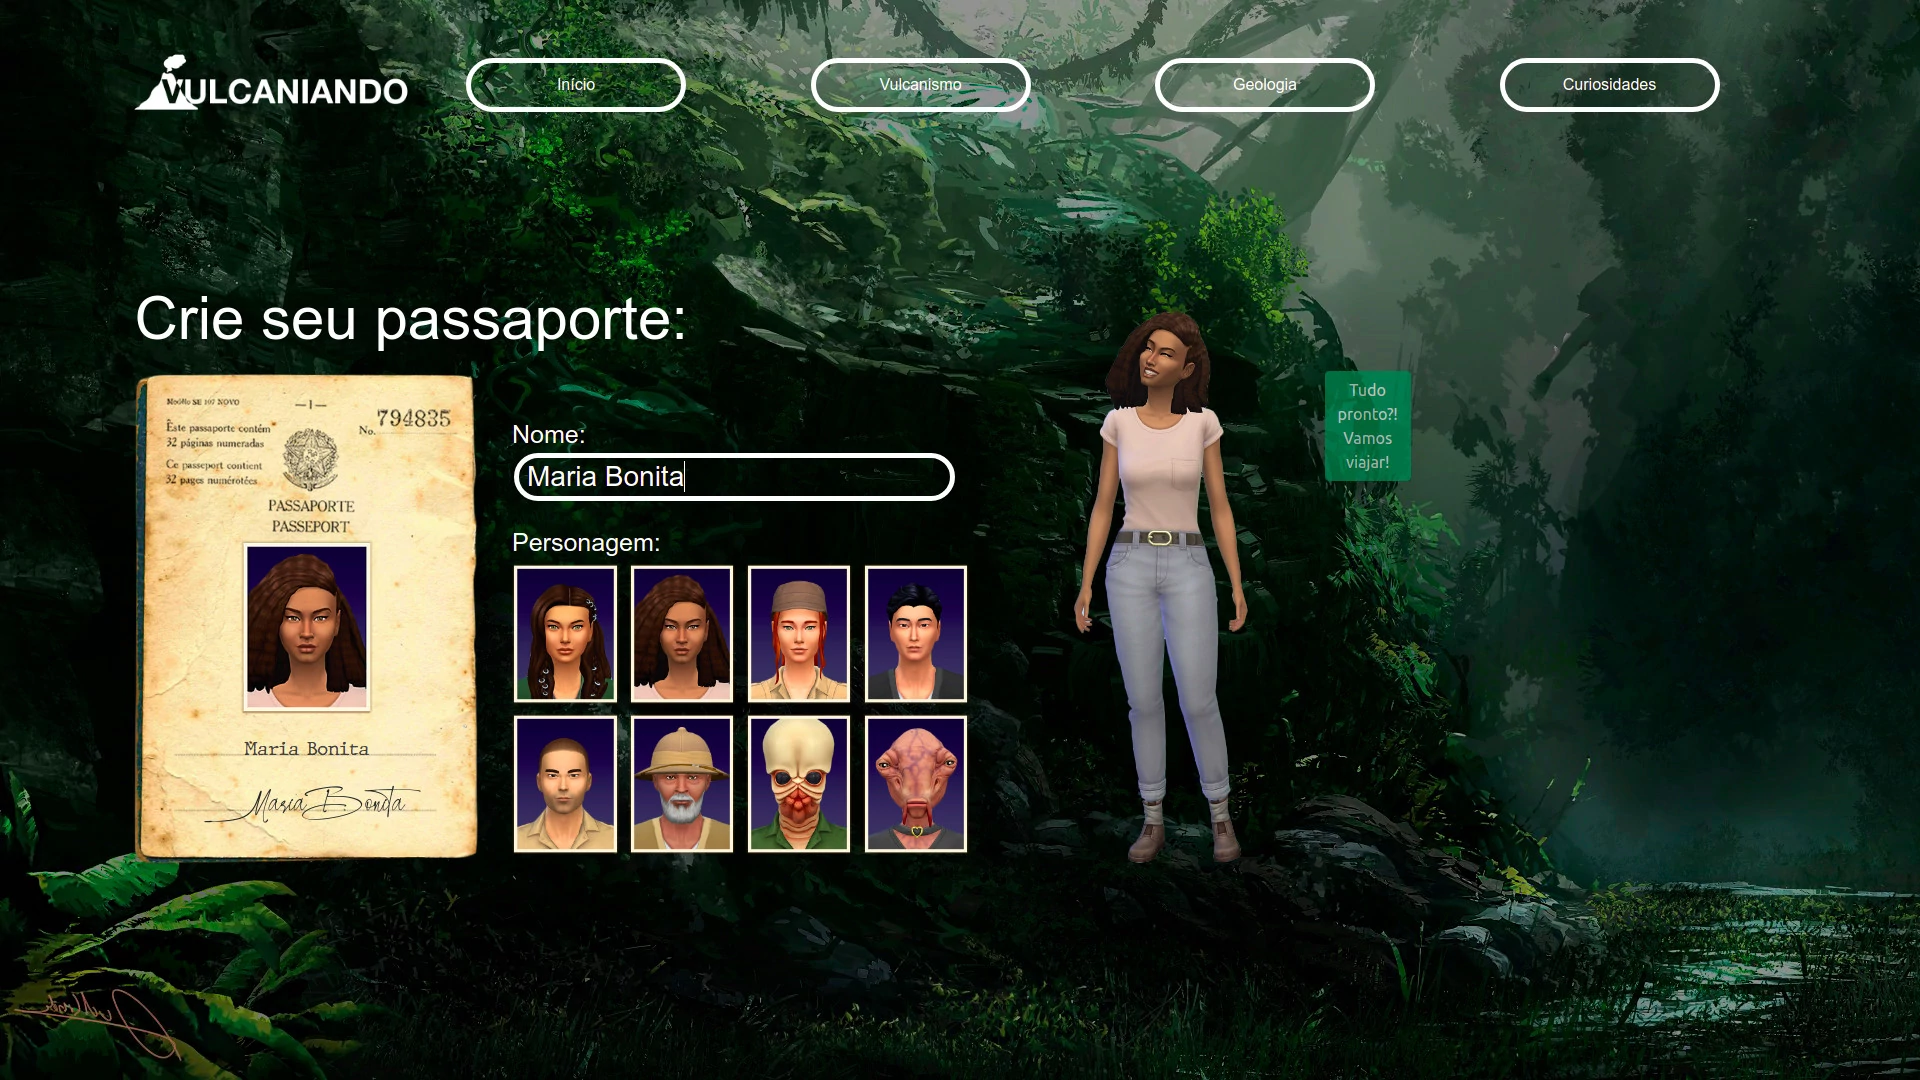 VULCANIANDO
Início
Vulcanismo
Geologia
Curiosidades
Crie seu passaporte:
Modêlo SE 107 NOVO
— 1 —
No. 794835
Êste passaporte contém
32 páginas numeradas
Ce passeport contient
32 pages numérotées
PASSAPORTE
PASSEPORT
Maria Bonita
Maria Bonita
Nome:
Maria Bonita
Personagem:
Tudo
pronto?!
Vamos
viajar!